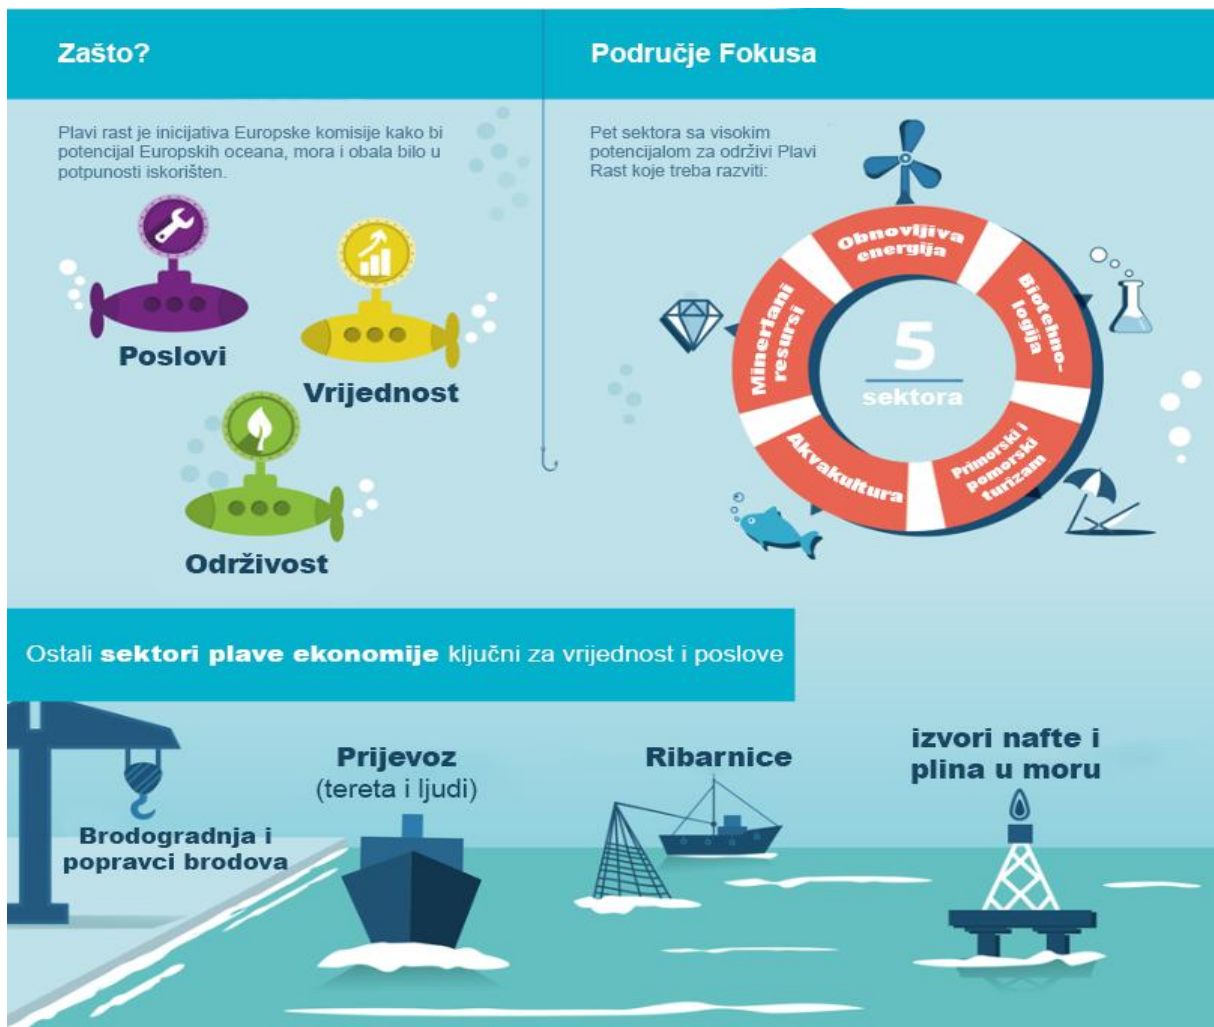 Zašto?
Plavi rast je inicijativa Europske komisije kako bi
potencijal Europskih oceana, mora i obala bilo u
potpunosti iskorišten.
Poslovi
Vrijednost
Održivost
Područje Fokusa
Pet sektora sa visokim
potencijalom za održivi Plavi
Rast koje treba razviti:
Obnovljiva
energija
Biotehno-
logija
Primorski i
pomorski
turizam
Akvakultura
Minerlani
resursi
5
sektora
Ostali sektori plave ekonomije ključni za vrijednost i poslove
Brodogradnja i
popravci brodova
Prijevoz
(tereta i ljudi)
Ribarnice
izvori nafte i
plina u moru